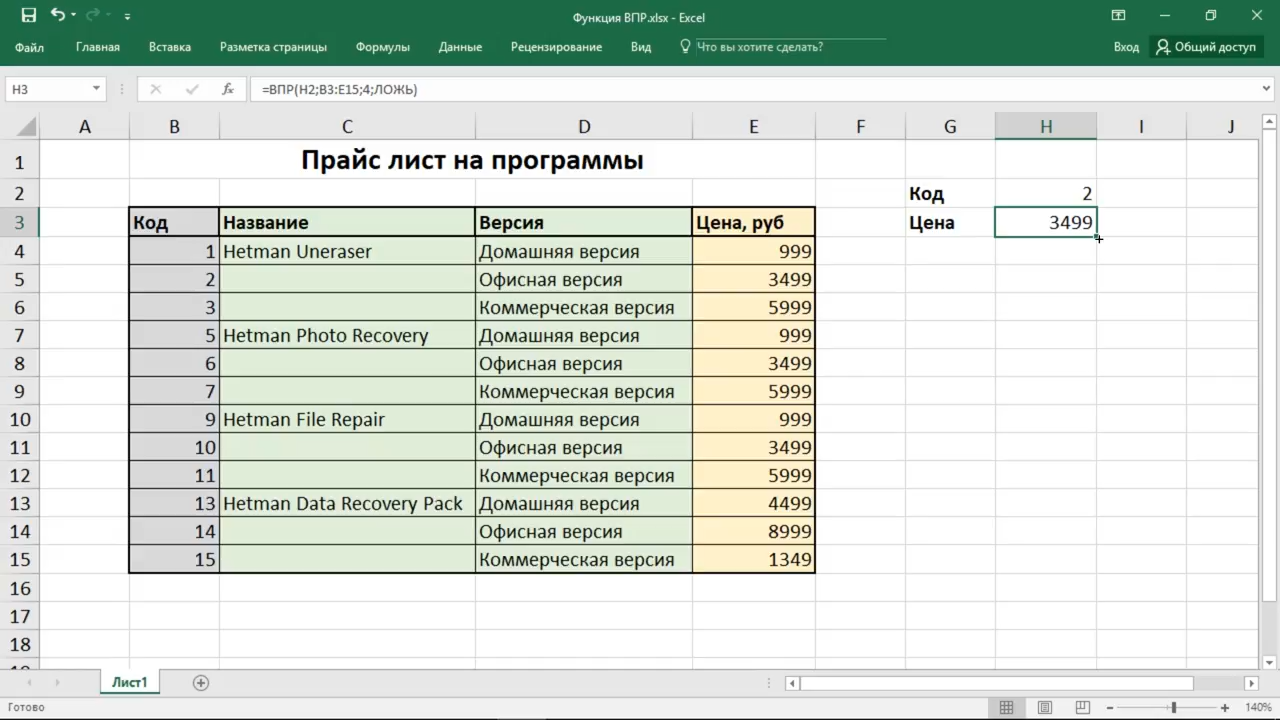 Функция ВПР.xlsx - Excel
Файл Главная Вставка Разметка страницы Формулы Данные Рецензирование Вид Что вы хотите сделать? Вход Общий доступ
H3 fx =ВПР(H2;B3:E15;4;ЛОЖЬ)
A B C D E F G H I J
1 Прайс лист на программы
2 Код 2
3 Код Название Версия Цена, руб Цена 3499
4 1 Hetman Uneraser Домашняя версия 999
5 2 Офисная версия 3499
6 3 Коммерческая версия 5999
7 5 Hetman Photo Recovery Домашняя версия 999
8 6 Офисная версия 3499
9 7 Коммерческая версия 5999
10 9 Hetman File Repair Домашняя версия 999
11 10 Офисная версия 3499
12 11 Коммерческая версия 5999
13 13 Hetman Data Recovery Pack Домашняя версия 4499
14 14 Офисная версия 8999
15 15 Коммерческая версия 1349
16
17
18
Лист1
Готово 140%